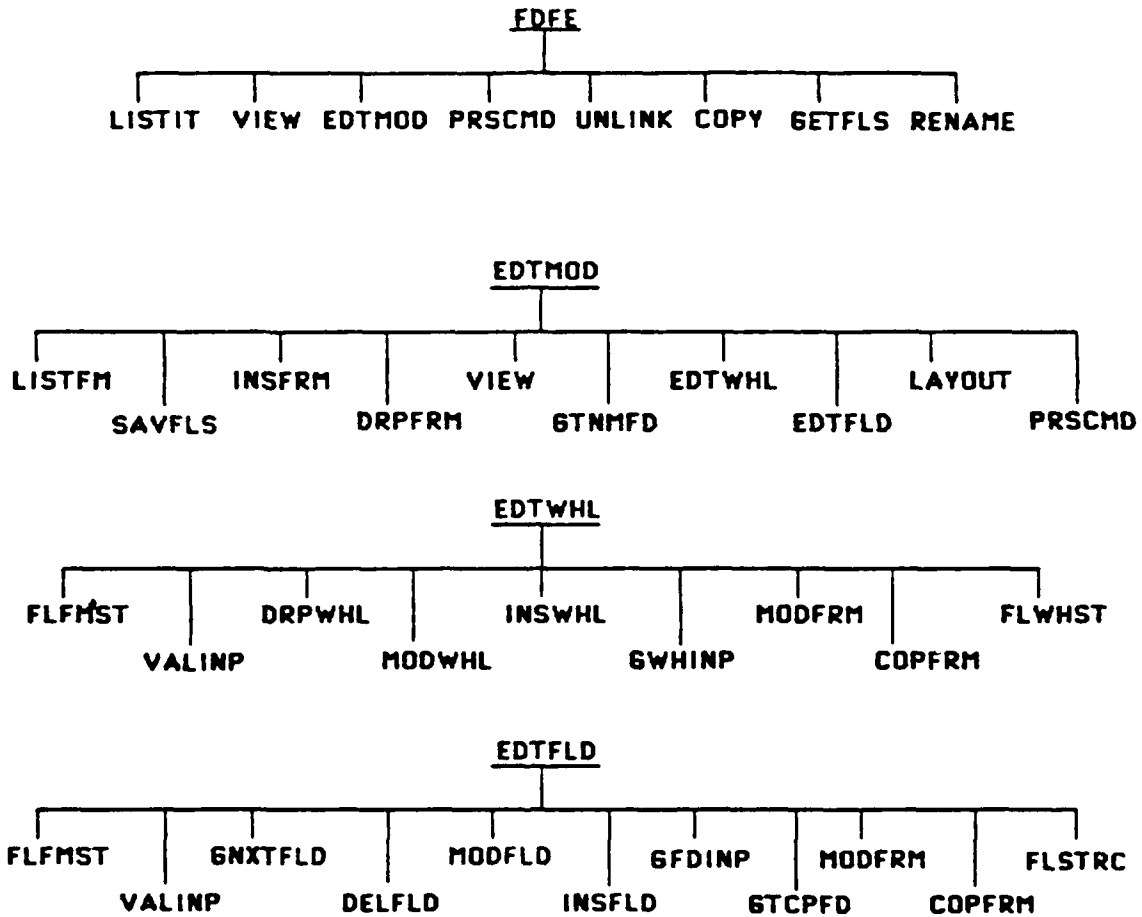 FDFE
LISTIT VIEW EDTMOD PRSCMD UNLINK COPY GETFLS RENAME
EDTMOD
LISTFM INSFRM VIEW EDTWHL LAYOUT
SAVFLS DRPFRM GTNMFD EDTFLD PRSCMD
EDTWHL
FLFMST DRPWHL INSWHL MODFRM FLWHST
VALINP MODWHL GWHINP COPFRM
EDTFLD
FLFMST GNXTFLD MODFLD GFDINP MODFRM FLSTRC
VALINP DELFLD INSFLD GTCPFD COPFRM